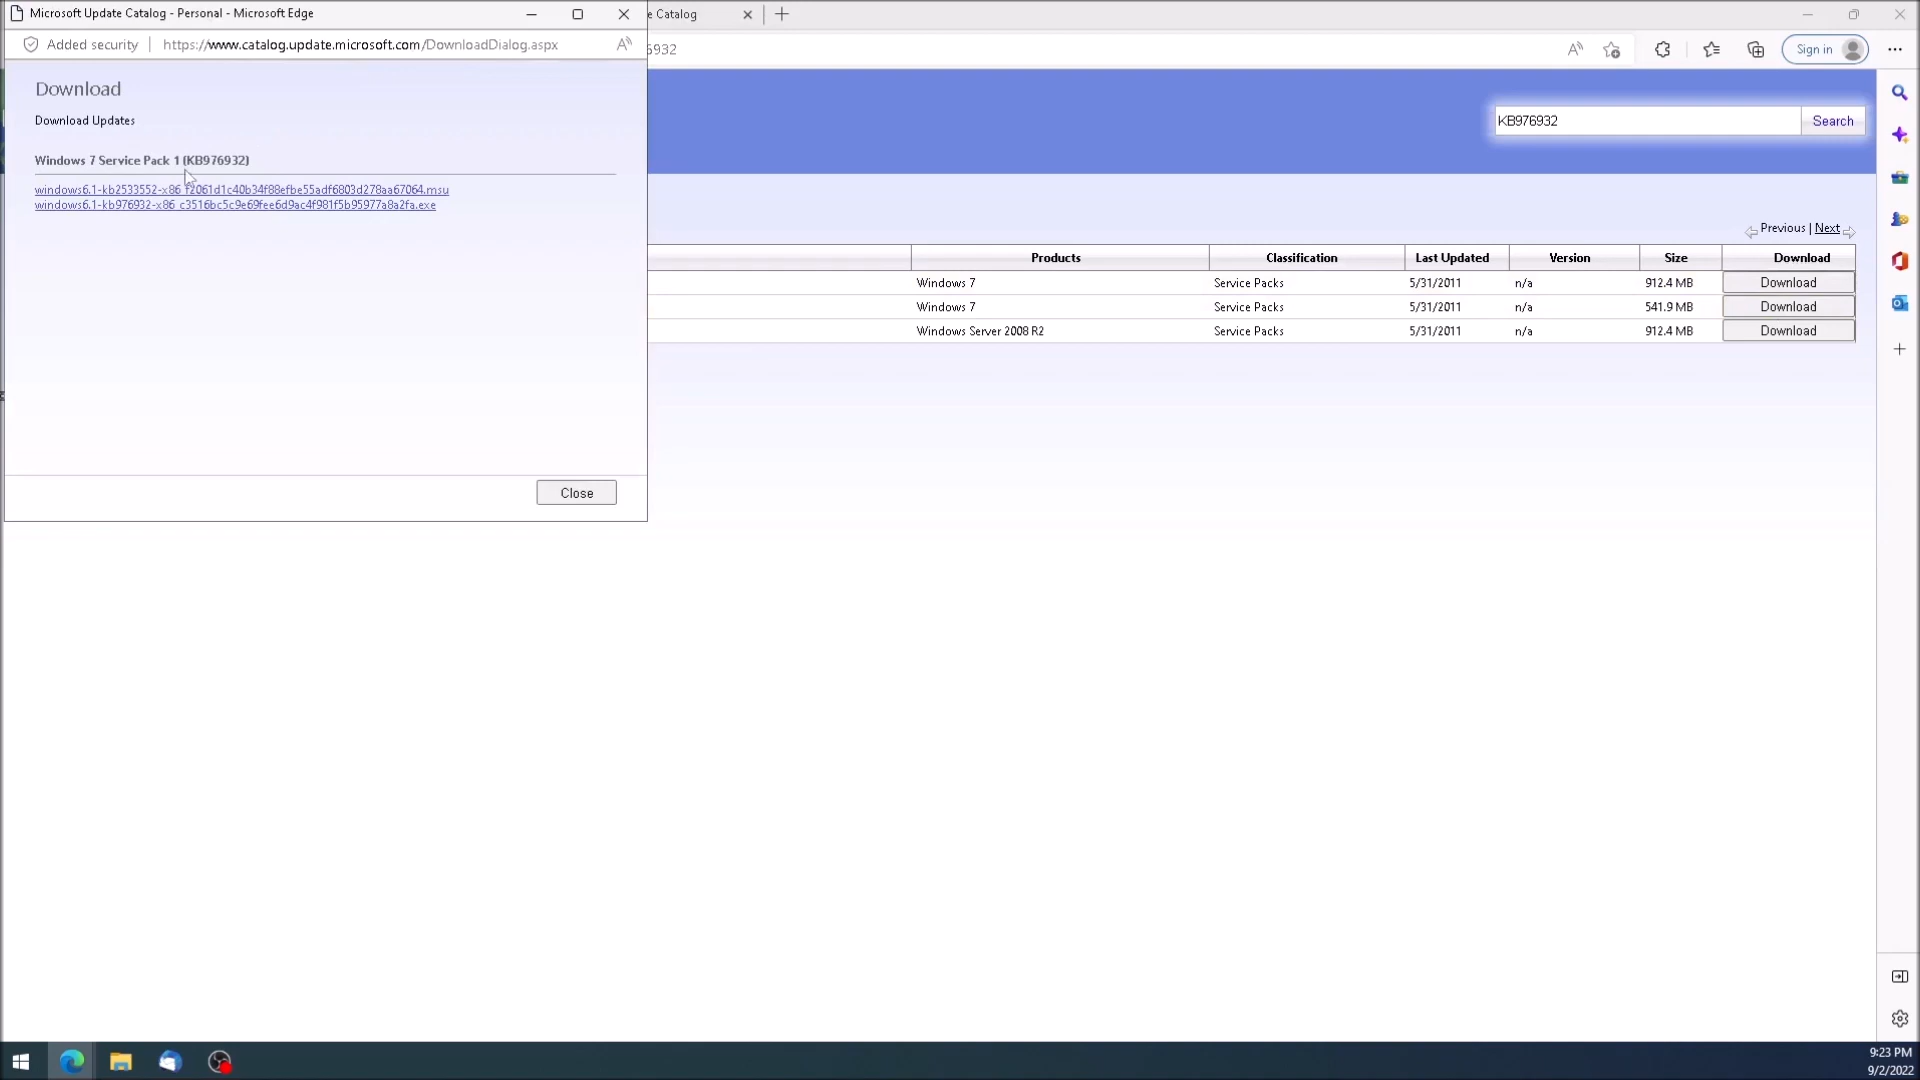 Microsoft Update Catalog - Personal - Microsoft Edge
e Catalog
Added security
https://www.catalog.update.microsoft.com/DownloadDialog.aspx
6932
Sign in
Download
Download Updates
KB976932
Search
Windows 7 Service Pack 1 (KB976932)
windows6.1-kb2533552-x86_f2061d1c40b34f88efbe55adf6803d278aa67064.msu
windows6.1-kb976932-x86_c3516bc5c9e69fee6d9ac4f981f5b95977a8a2fa.exe
Previous | Next
Products Classification Last Updated Version Size Download
Windows 7 Service Packs 5/31/2011 n/a 912.4 MB Download
Windows 7 Service Packs 5/31/2011 n/a 541.9 MB Download
Windows Server 2008 R2 Service Packs 5/31/2011 n/a 912.4 MB Download
Close
9:23 PM
9/2/2022